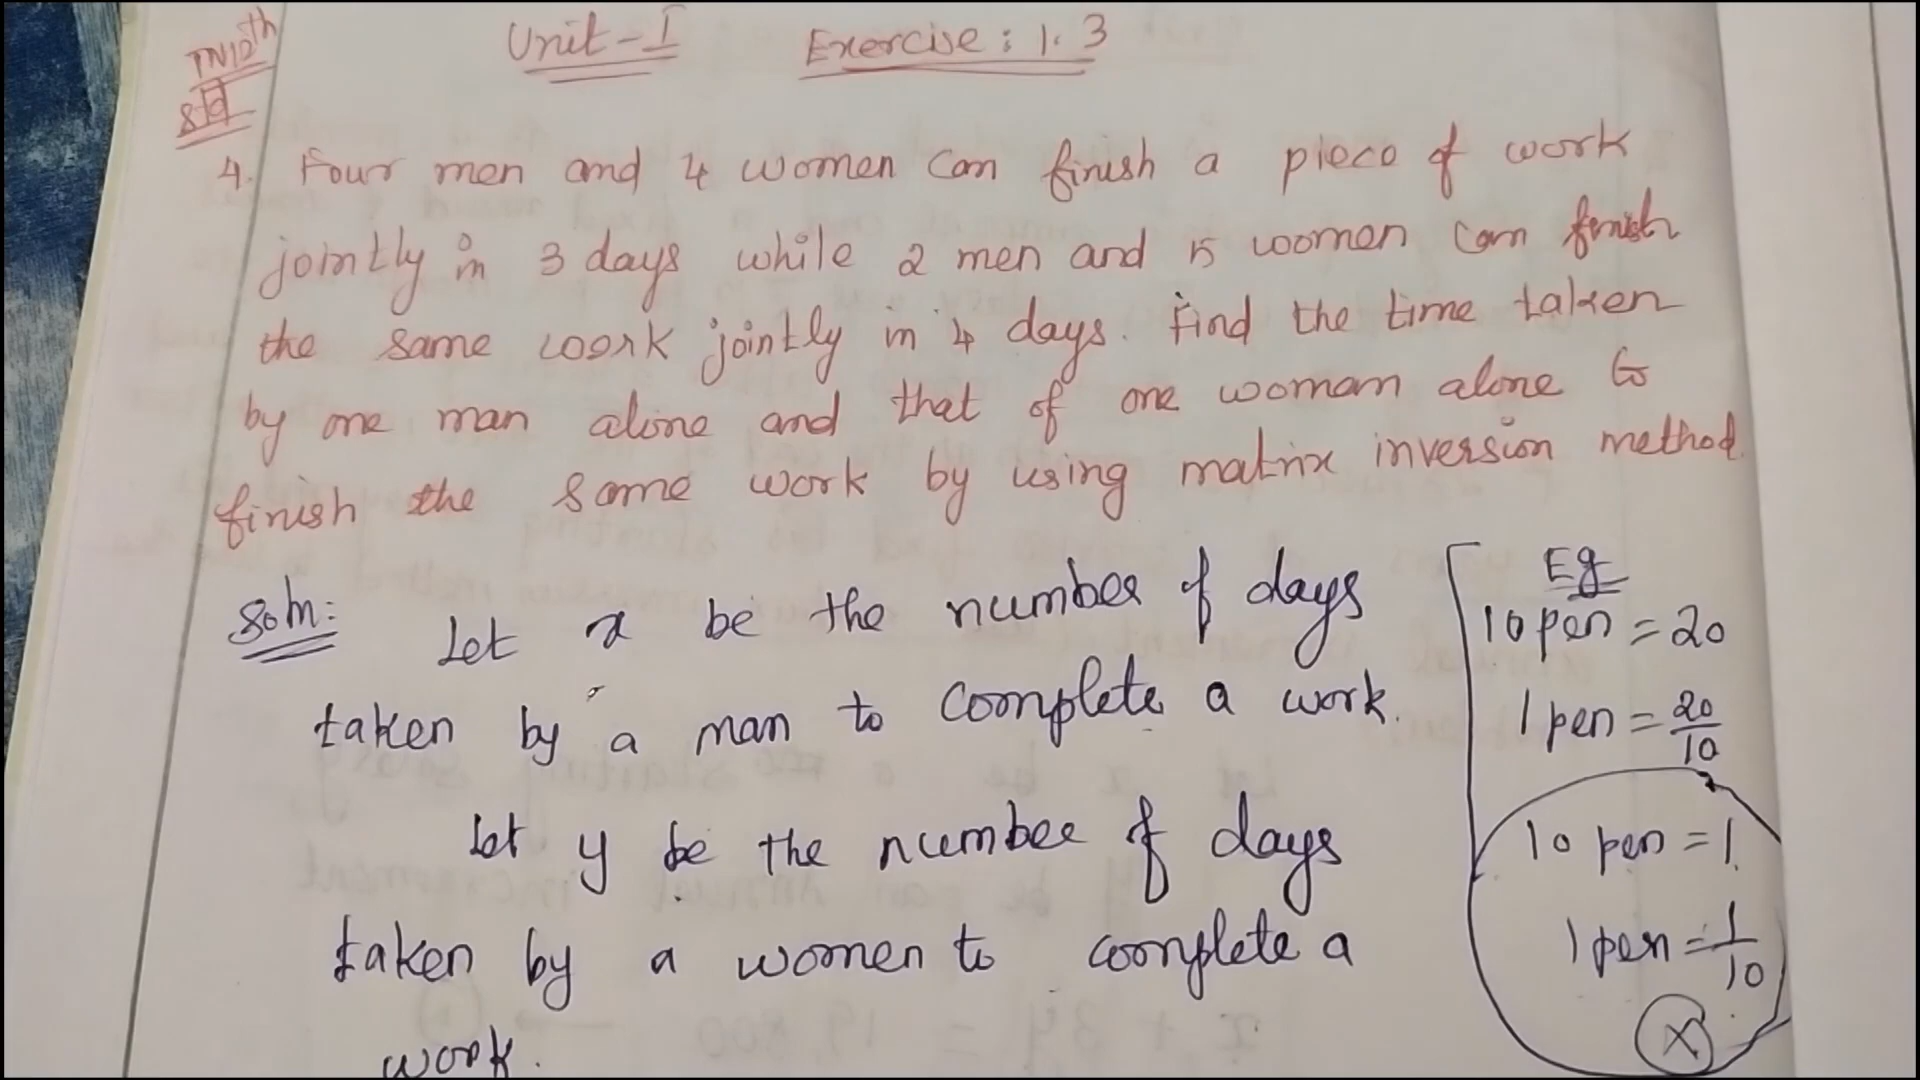 TN12th
std
Unit-I Exercise: 1.3
4. Four men and 4 women can finish a piece of work
jointly in 3 days while 2 men and 5 women can finish
the same work jointly in 4 days. Find the time taken
by one man alone and that of one woman alone to
finish the same work by using matrix inversion method.
Soln: Let x be the number of days
taken by a man to complete a work.
Let y be the number of days
taken by a women to complete a
work.
Eg
10 pen = 20
1 pen = 20/10
10 pen = 1
1 pen = 1/10
x